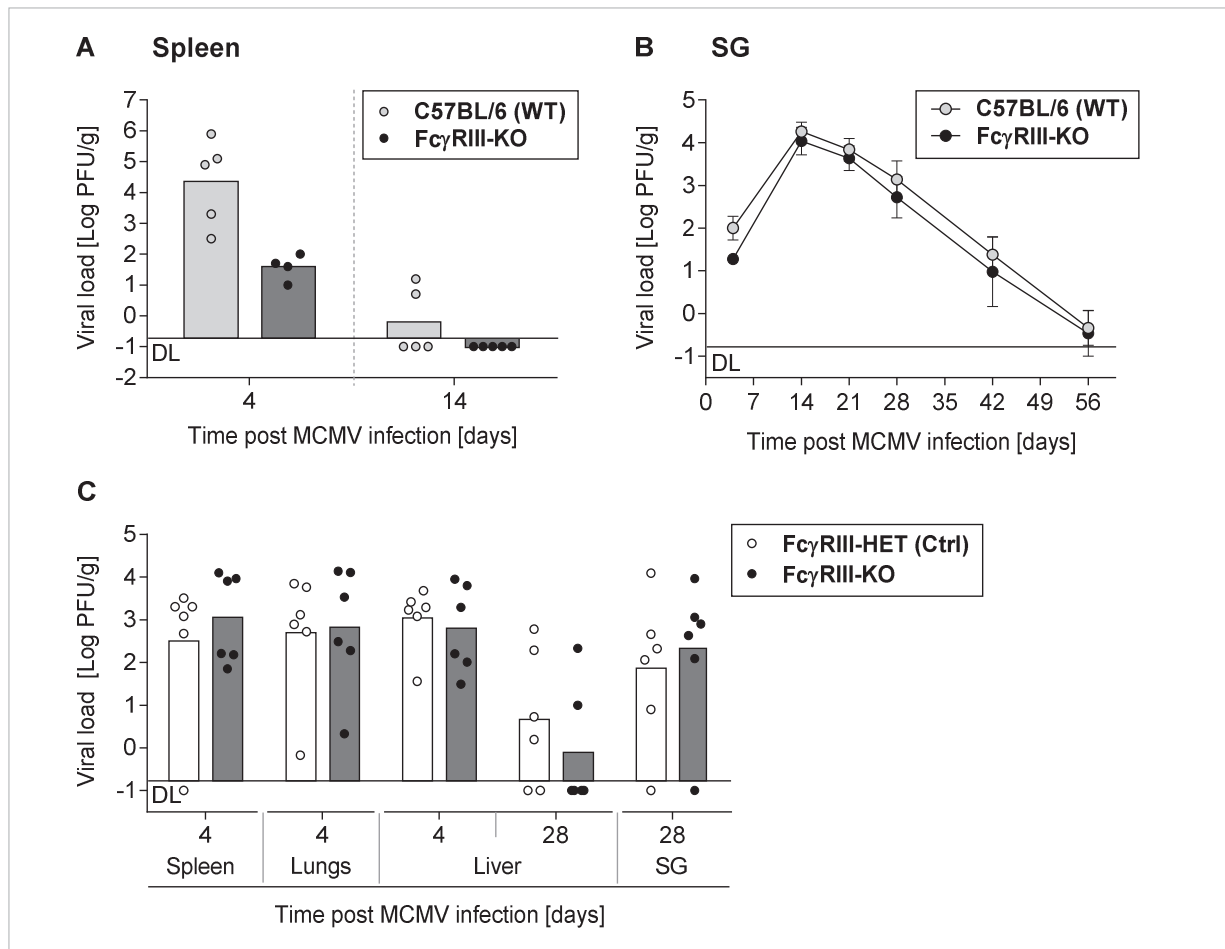 A Spleen
Viral load [Log PFU/g]
7
6
5
4
3
2
1
0
-1
-2
DL
C57BL/6 (WT)
FcγRIII-KO
4 14
Time post MCMV infection [days]
B SG
Viral load [Log PFU/g]
5
4
3
2
1
0
-1
DL
C57BL/6 (WT)
FcγRIII-KO
0 7 14 21 28 35 42 49 56
Time post MCMV infection [days]
C
Viral load [Log PFU/g]
5
4
3
2
1
0
-1
DL
FcγRIII-HET (Ctrl)
FcγRIII-KO
4 4 4 28 28
Spleen Lungs Liver SG
Time post MCMV infection [days]